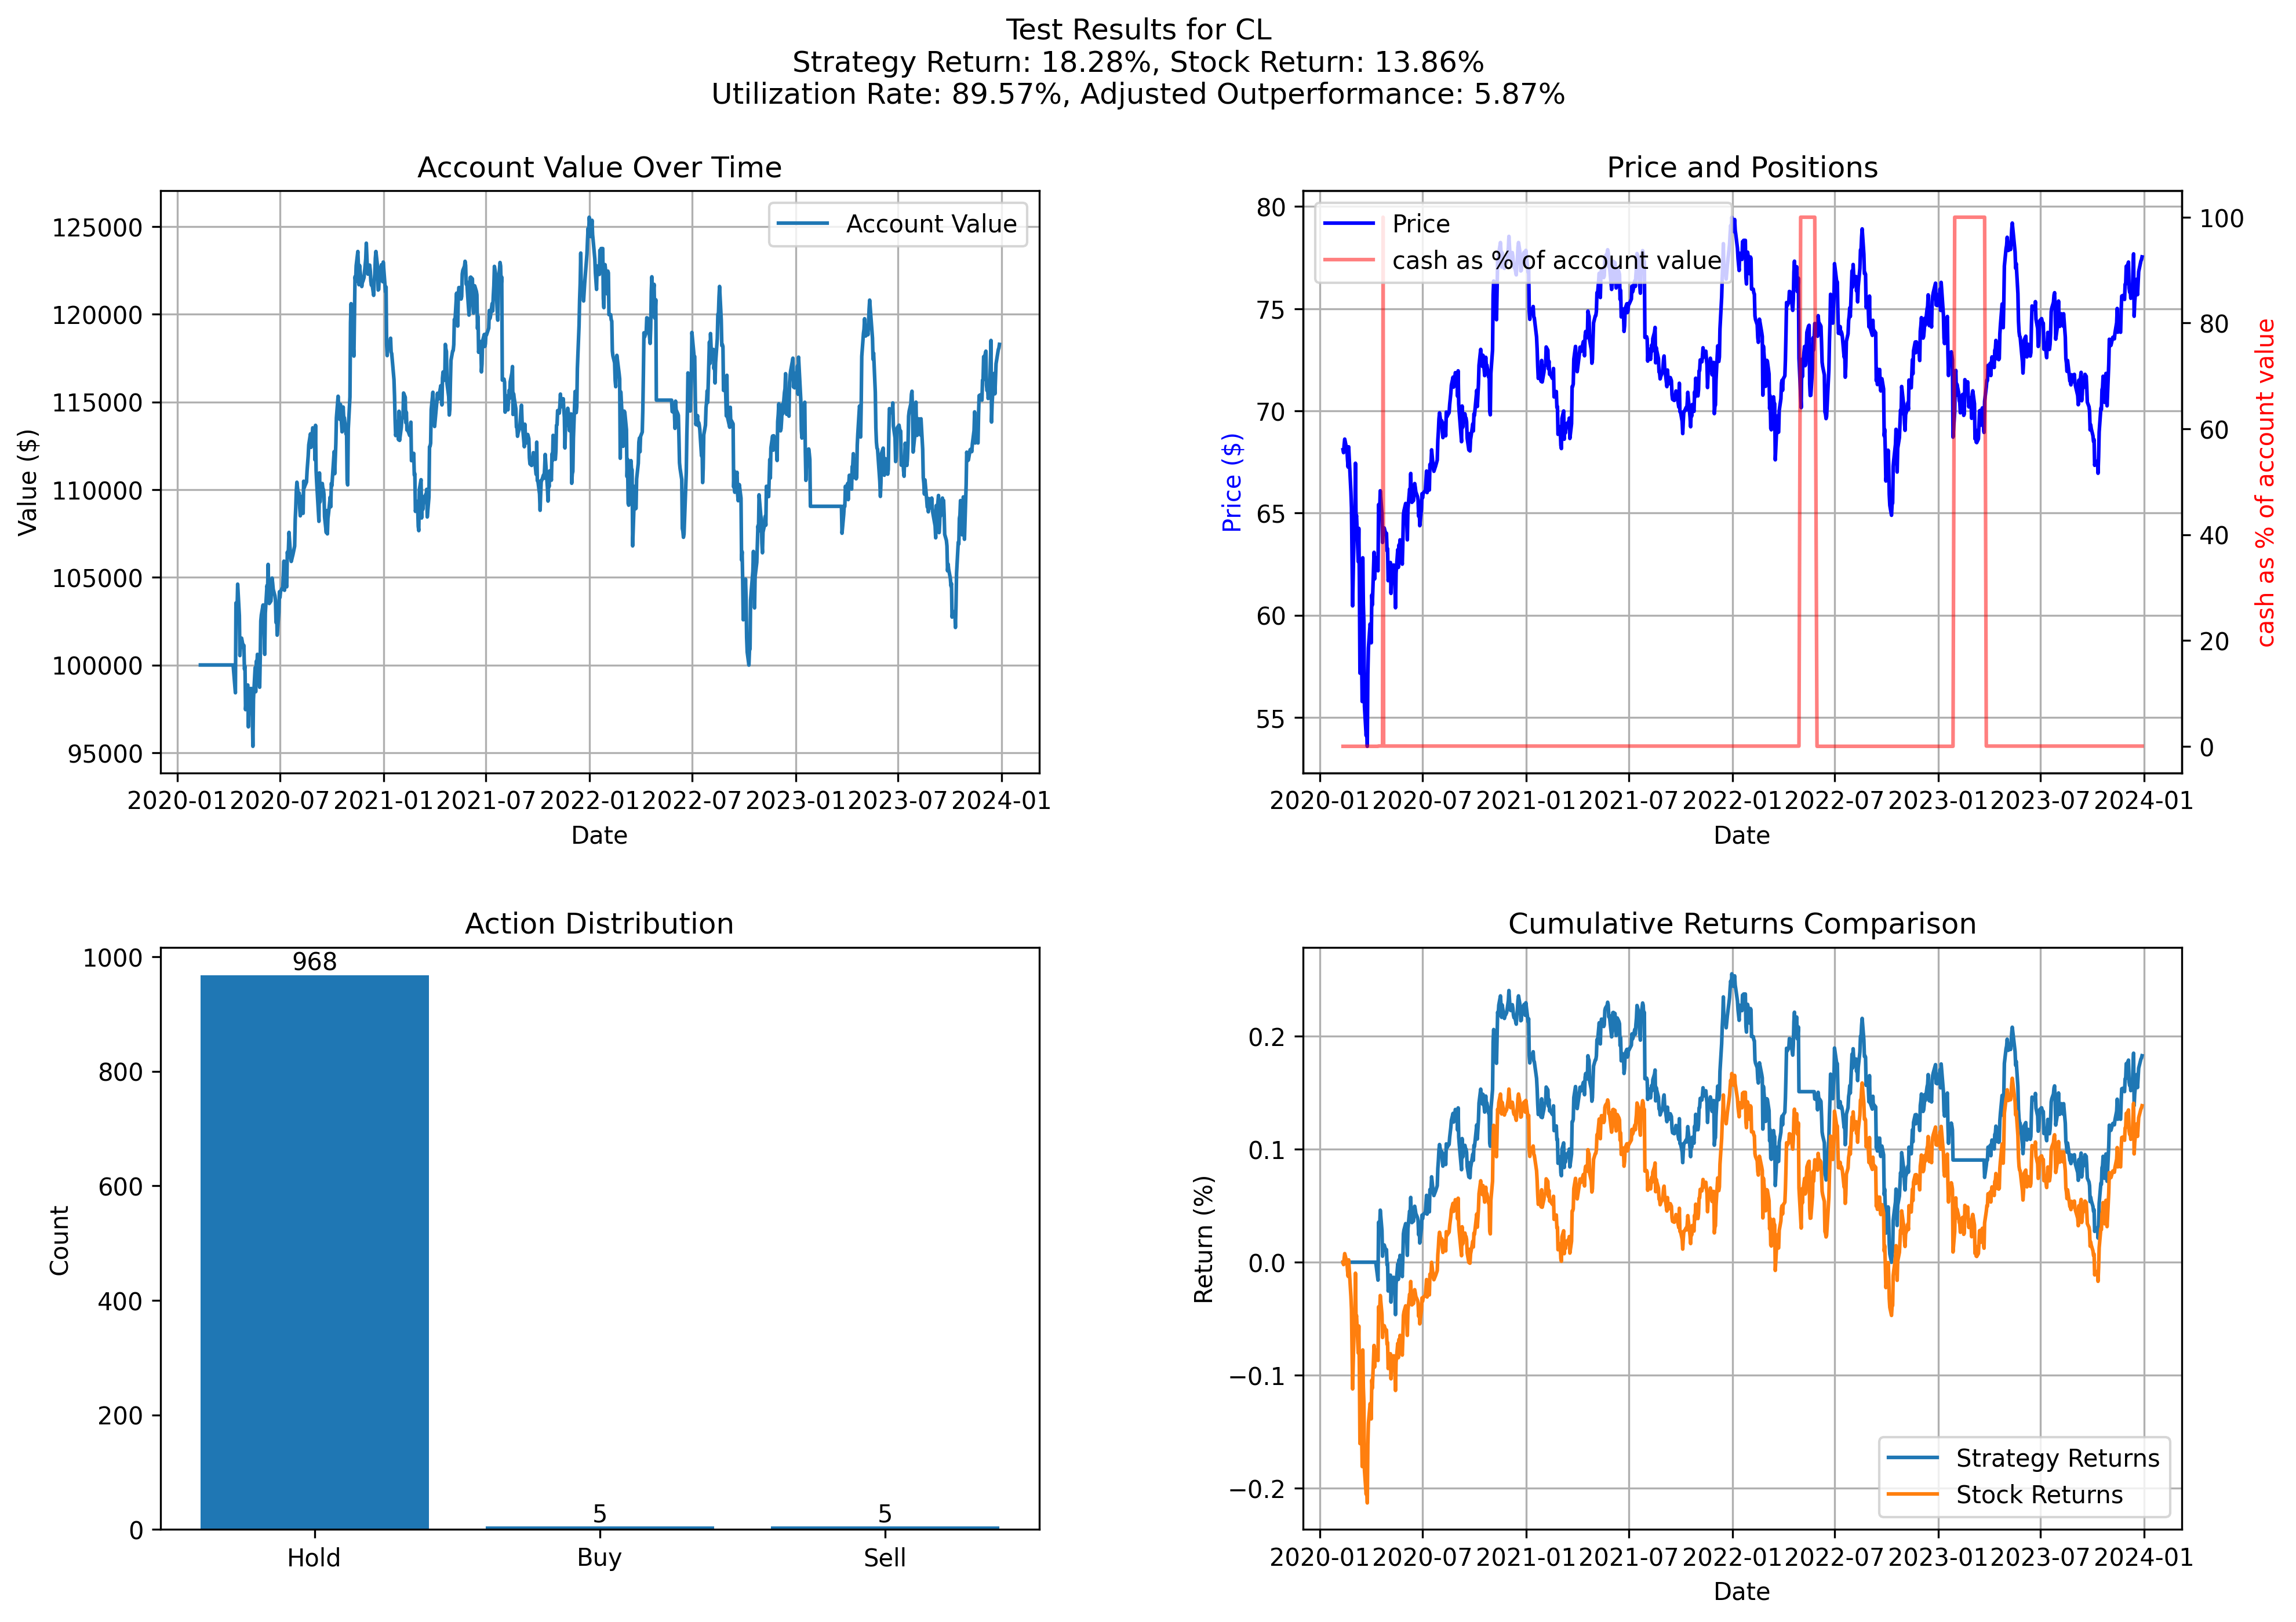 Test Results for CL
Strategy Return: 18.28%, Stock Return: 13.86%
Utilization Rate: 89.57%, Adjusted Outperformance: 5.87%
Account Value Over Time
Account Value
125000
120000
115000
110000
105000
100000
95000
Value ($)
2020-01 2020-07 2021-01 2021-07 2022-01 2022-07 2023-01 2023-07 2024-01
Date
Price and Positions
Price
cash as % of account value
80
75
70
65
60
55
Price ($)
100
80
60
40
20
0
cash as % of account value
2020-01 2020-07 2021-01 2021-07 2022-01 2022-07 2023-01 2023-07 2024-01
Date
Action Distribution
1000
800
600
400
200
0
Count
968
5
5
Hold Buy Sell
Cumulative Returns Comparison
0.2
0.1
0.0
−0.1
−0.2
Return (%)
Strategy Returns
Stock Returns
2020-01 2020-07 2021-01 2021-07 2022-01 2022-07 2023-01 2023-07 2024-01
Date